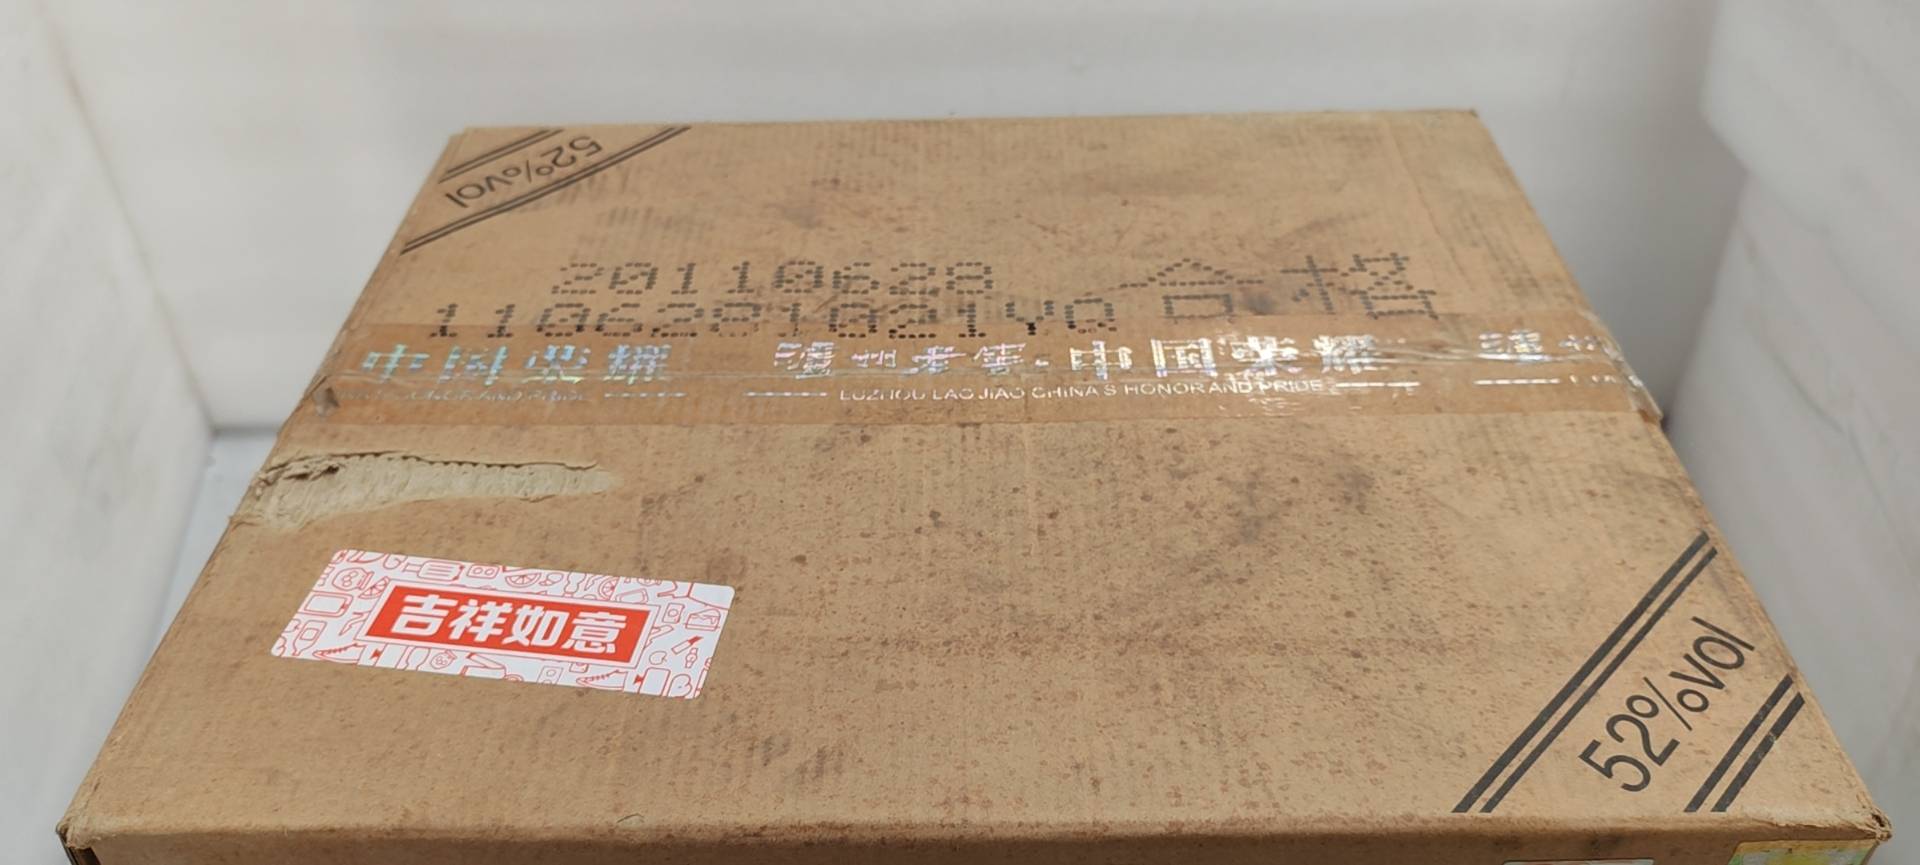 52%vol
20110628 合格
中国荣耀 泸州老窖·中国荣耀
LUZHOU LAO JIAO CHINA'S HONOR AND PRIDE
吉祥如意
52%vol